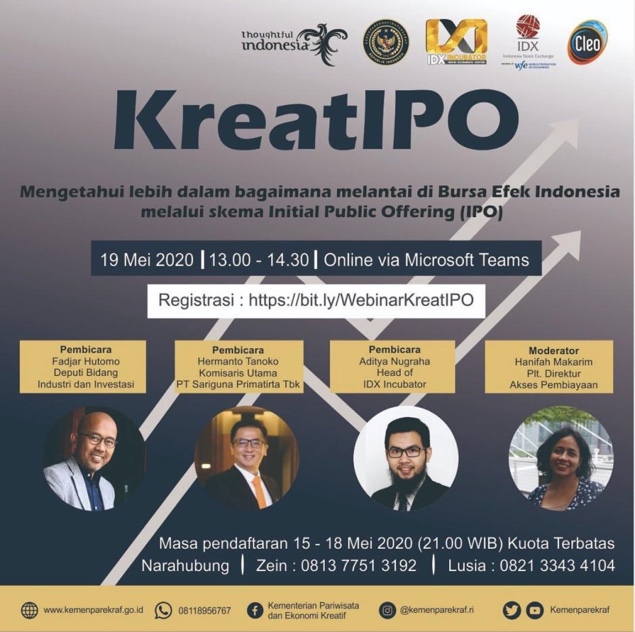 thoughtful
indonesia
IDX INCUBATOR
IDX
Indonesia Stock Exchange
wfe
Cleo
KreatIPO
Mengetahui lebih dalam bagaimana melantai di Bursa Efek Indonesia
melalui skema Initial Public Offering (IPO)
19 Mei 2020 | 13.00 - 14.30 | Online via Microsoft Teams
Registrasi : https://bit.ly/WebinarKreatIPO
Pembicara
Fadjar Hutomo
Deputi Bidang
Industri dan Investasi
Pembicara
Hermanto Tanoko
Komisaris Utama
PT Sariguna Primatirta Tbk
Pembicara
Aditya Nugraha
Head of
IDX Incubator
Moderator
Hanifah Makarim
Plt. Direktur
Akses Pembiayaan
Masa pendaftaran 15 - 18 Mei 2020 (21.00 WIB) Kuota Terbatas
Narahubung | Zein : 0813 7751 3192 | Lusia : 0821 3343 4104
www.kemenparekraf.go.id
08118956767
Kementerian Pariwisata
dan Ekonomi Kreatif
@kemenparekraf.ri
Kemenparekraf